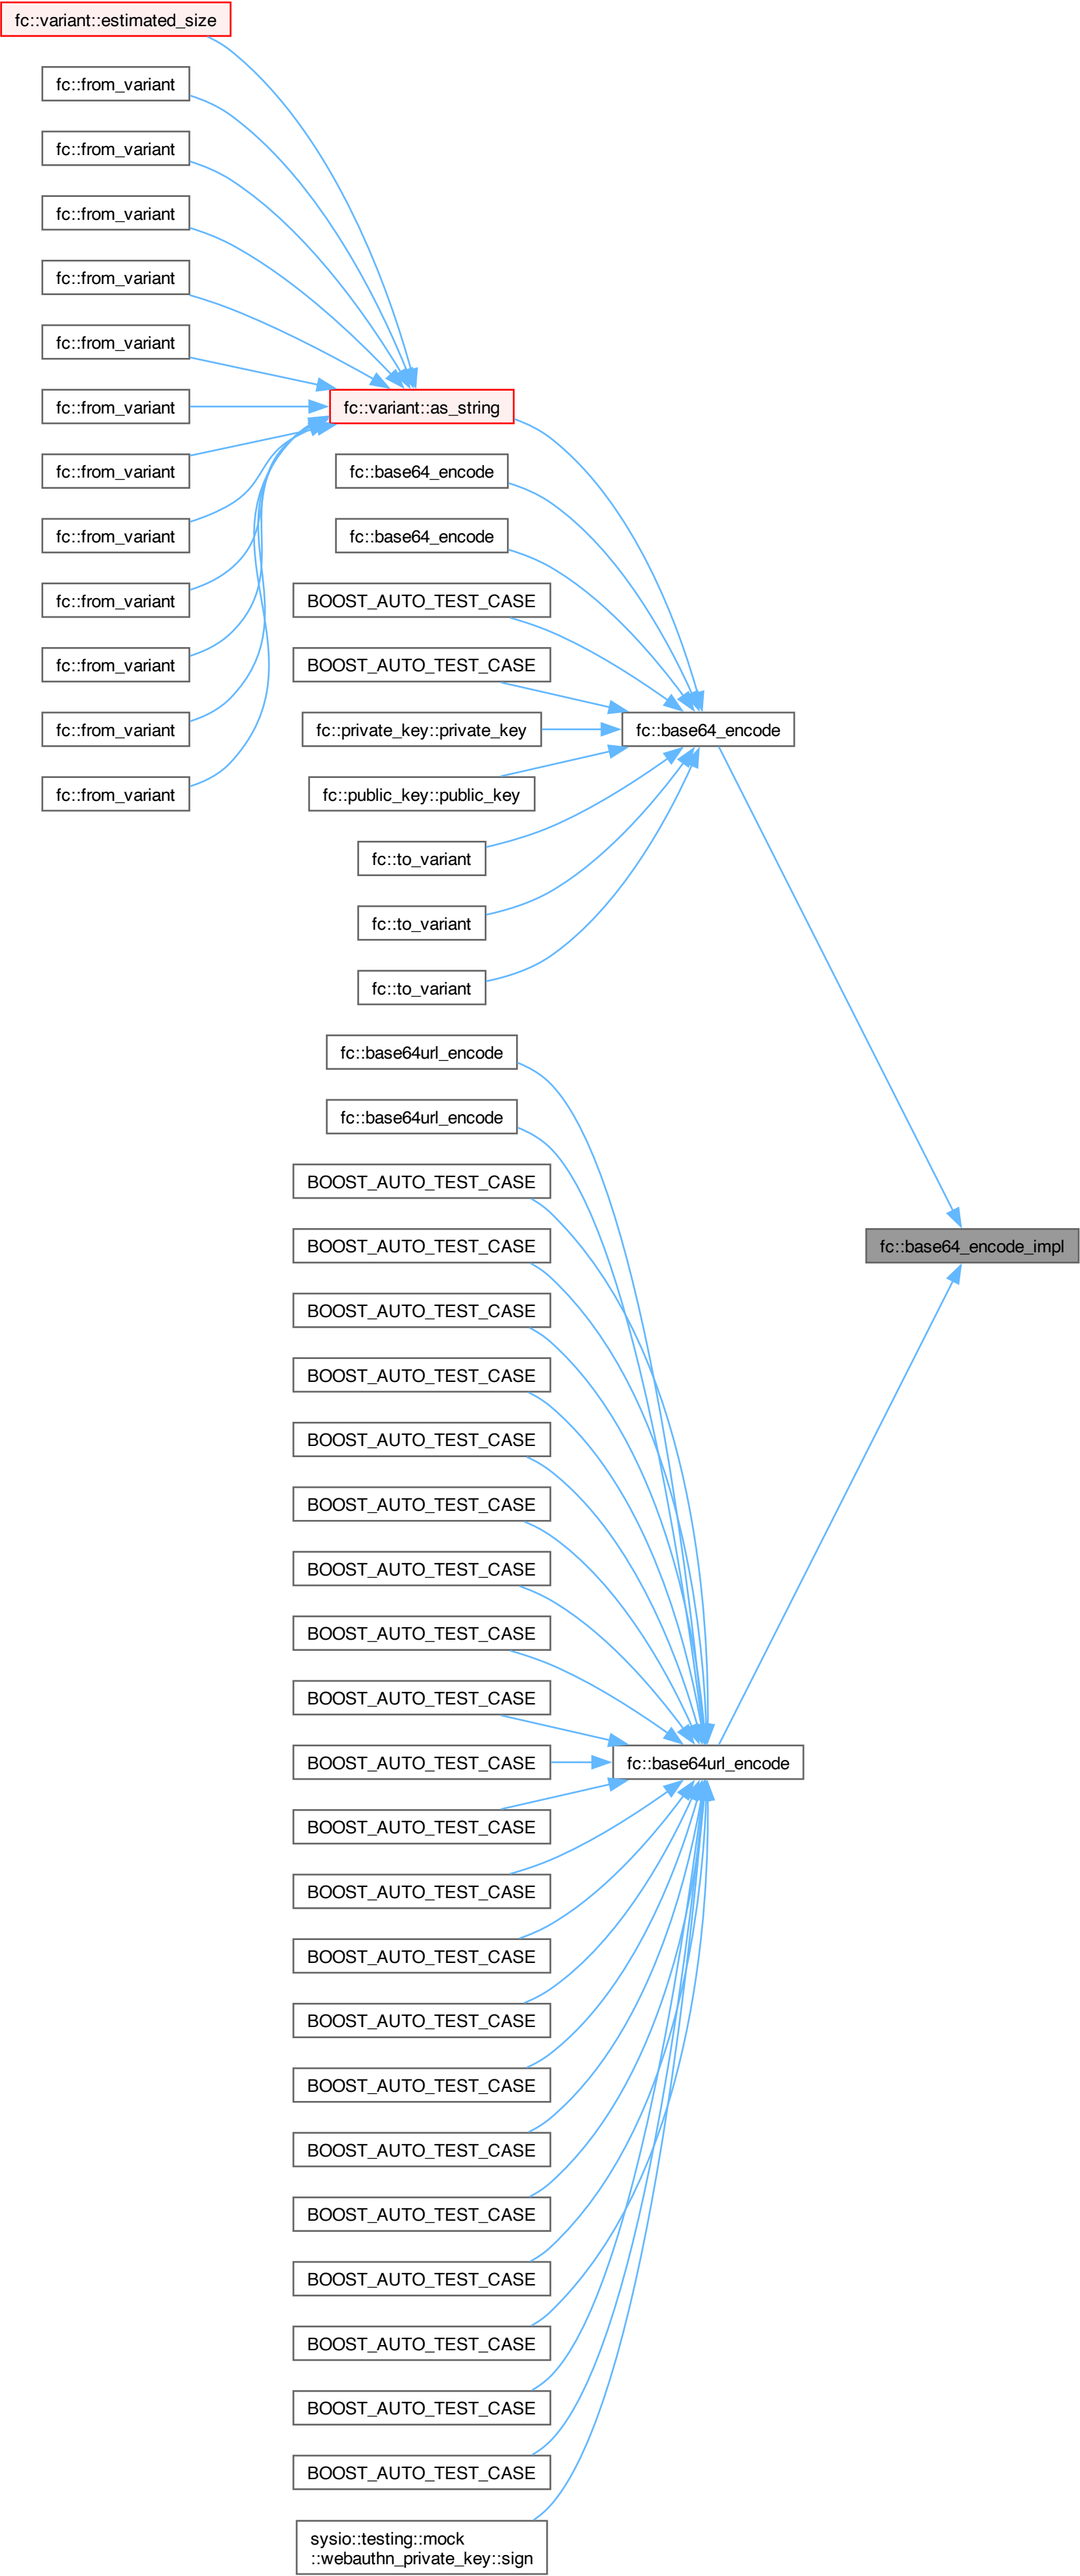 fc::variant::estimated_size
fc::from_variant
fc::from_variant
fc::from_variant
fc::from_variant
fc::from_variant
fc::from_variant
fc::variant::as_string
fc::from_variant
fc::base64_encode
fc::from_variant
fc::base64_encode
fc::from_variant
BOOST_AUTO_TEST_CASE
fc::from_variant
BOOST_AUTO_TEST_CASE
fc::from_variant
fc::private_key::private_key
fc::base64_encode
fc::from_variant
fc::public_key::public_key
fc::to_variant
fc::to_variant
fc::to_variant
fc::base64url_encode
fc::base64url_encode
BOOST_AUTO_TEST_CASE
BOOST_AUTO_TEST_CASE
fc::base64_encode_impl
BOOST_AUTO_TEST_CASE
BOOST_AUTO_TEST_CASE
BOOST_AUTO_TEST_CASE
BOOST_AUTO_TEST_CASE
BOOST_AUTO_TEST_CASE
BOOST_AUTO_TEST_CASE
BOOST_AUTO_TEST_CASE
BOOST_AUTO_TEST_CASE
fc::base64url_encode
BOOST_AUTO_TEST_CASE
BOOST_AUTO_TEST_CASE
BOOST_AUTO_TEST_CASE
BOOST_AUTO_TEST_CASE
BOOST_AUTO_TEST_CASE
BOOST_AUTO_TEST_CASE
BOOST_AUTO_TEST_CASE
BOOST_AUTO_TEST_CASE
BOOST_AUTO_TEST_CASE
BOOST_AUTO_TEST_CASE
BOOST_AUTO_TEST_CASE
sysio::testing::mock
::webauthn_private_key::sign